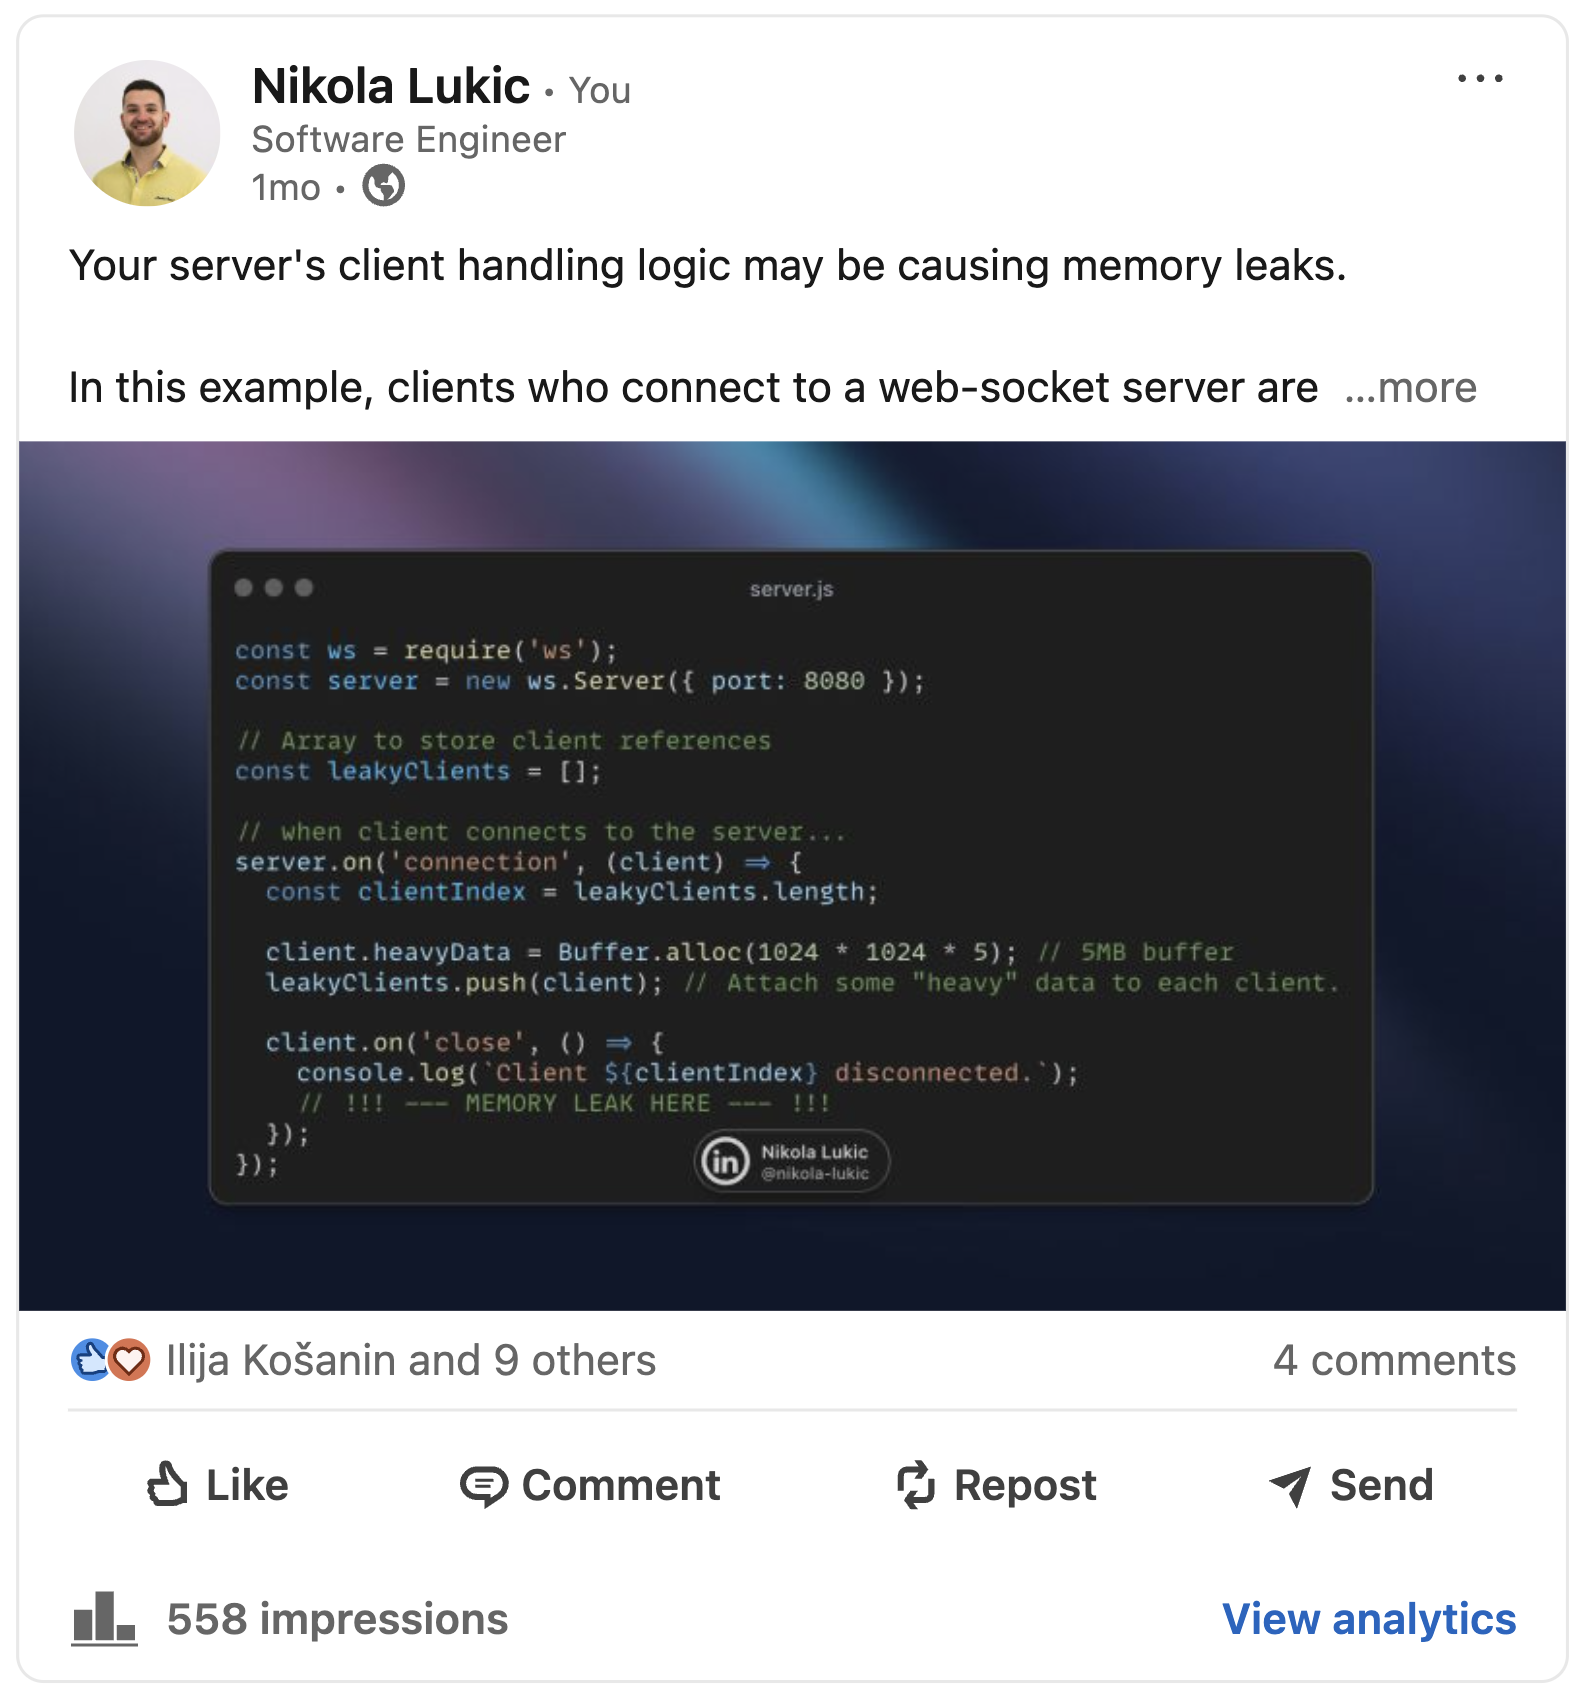 Nikola Lukic • You
Software Engineer
1mo •
Your server's client handling logic may be causing memory leaks.
In this example, clients who connect to a web-socket server are ...more
server.js
const ws = require('ws');
const server = new ws.Server({ port: 8080 });
// Array to store client references
const leakyClients = [];
// when client connects to the server...
server.on('connection', (client) => {
const clientIndex = leakyClients.length;
client.heavyData = Buffer.alloc(1024 * 1024 * 5); // 5MB buffer
leakyClients.push(client); // Attach some "heavy" data to each client.
client.on('close', () => {
console.log(`Client ${clientIndex} disconnected.`);
// !!! --- MEMORY LEAK HERE --- !!!
});
});
in
Nikola Lukic
@nikola-lukic
Ilija Košanin and 9 others
4 comments
Like
Comment
Repost
Send
558 impressions
View analytics